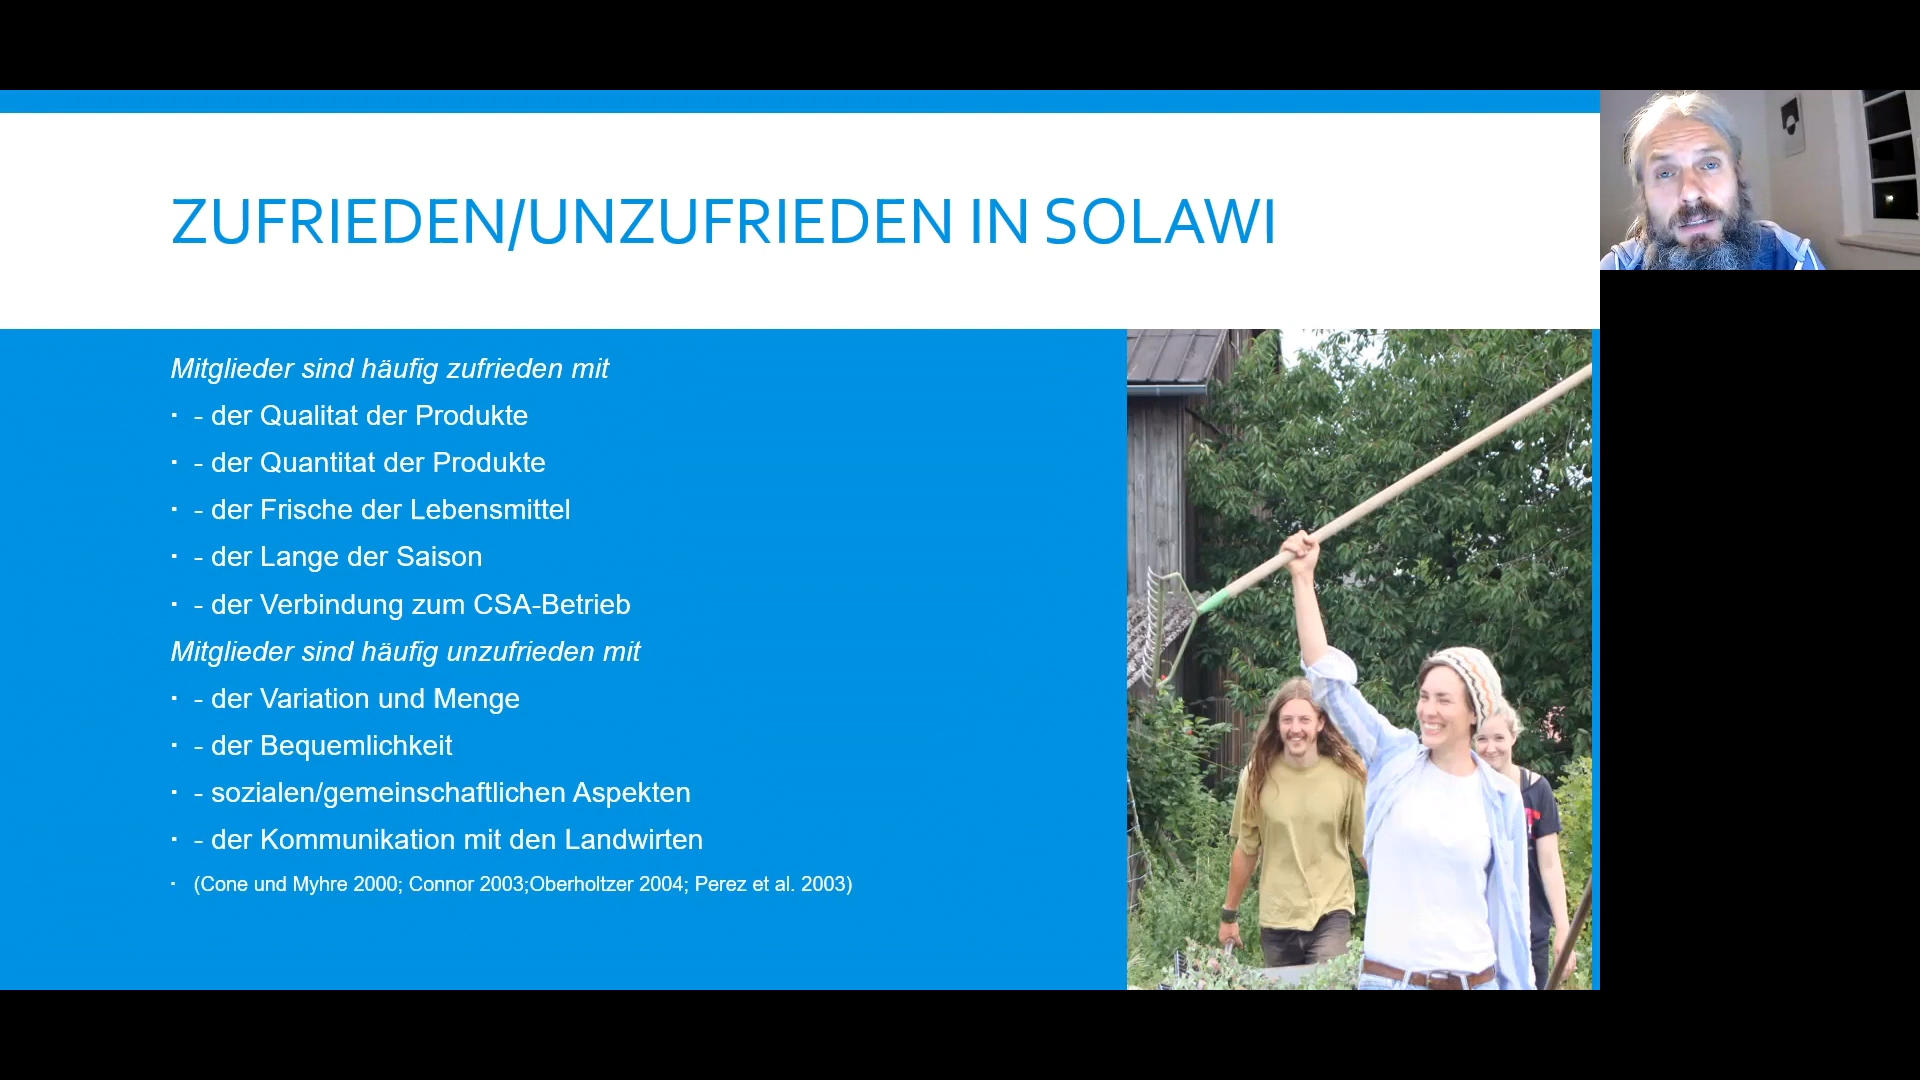 ZUFRIEDEN/UNZUFRIEDEN IN SOLAWI
Mitglieder sind häufig zufrieden mit
▪ - der Qualitat der Produkte
▪ - der Quantitat der Produkte
▪ - der Frische der Lebensmittel
▪ - der Lange der Saison
▪ - der Verbindung zum CSA-Betrieb
Mitglieder sind häufig unzufrieden mit
▪ - der Variation und Menge
▪ - der Bequemlichkeit
▪ - sozialen/gemeinschaftlichen Aspekten
▪ - der Kommunikation mit den Landwirten
▪ (Cone und Myhre 2000; Connor 2003;Oberholtzer 2004; Perez et al. 2003)